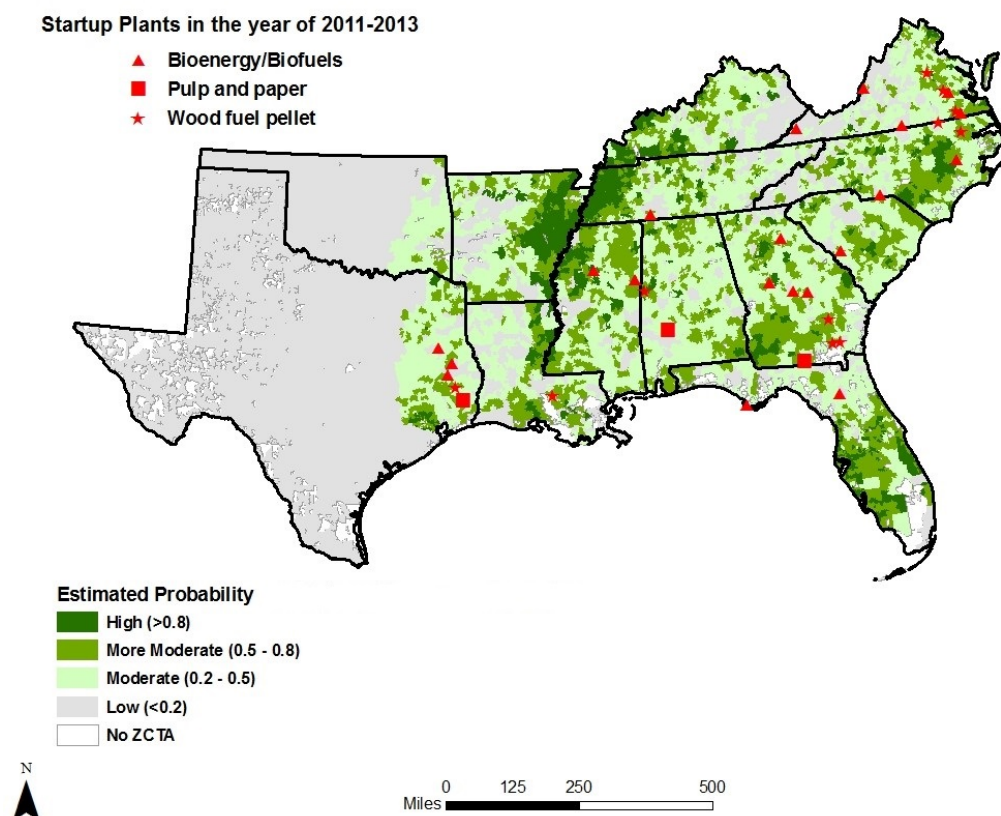 Startup Plants in the year of 2011-2013
Bioenergy/Biofuels
Pulp and paper
Wood fuel pellet
Estimated Probability
High (>0.8)
More Moderate (0.5 - 0.8)
Moderate (0.2 - 0.5)
Low (<0.2)
No ZCTA
N
0 125 250 500
Miles